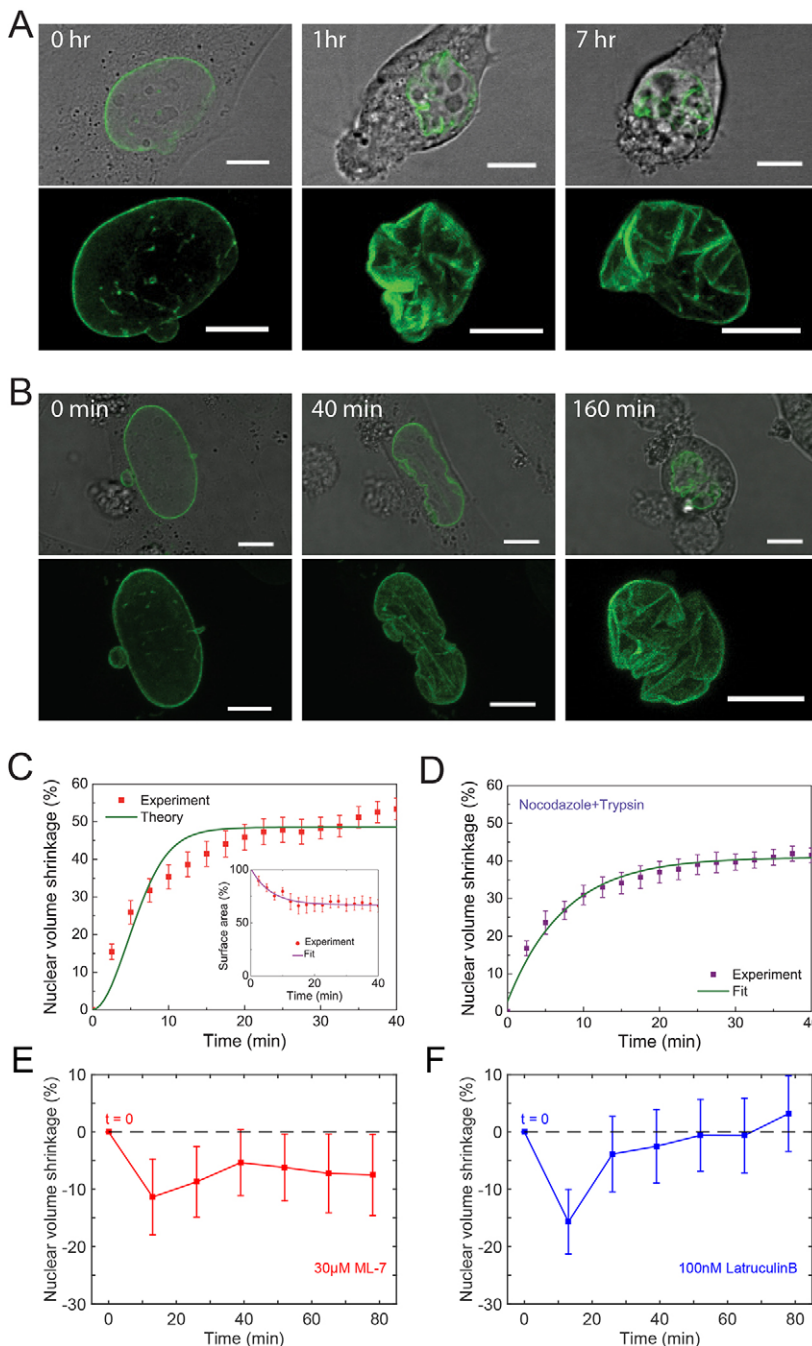 A
0 hr
1hr
7 hr
B
0 min
40 min
160 min
C
Nuclear volume shrinkage (%)
60
50
40
30
20
10
0
Experiment
Theory
Surface area (%)
100
50
0
Experiment
Fit
20
40
Time (min)
10
20
30
40
Time (min)
D
Nuclear volume shrinkage (%)
60
50
40
30
20
10
0
Nocodazole+Trypsin
Experiment
Fit
0
10
20
30
40
Time (min)
E
Nuclear volume shrinkage (%)
10
0
-10
-20
-30
t = 0
30μM ML-7
0
20
40
60
80
Time (min)
F
Nuclear volume shrinkage (%)
10
0
-10
-20
-30
t = 0
100nM LatruculinB
0
20
40
60
80
Time (min)